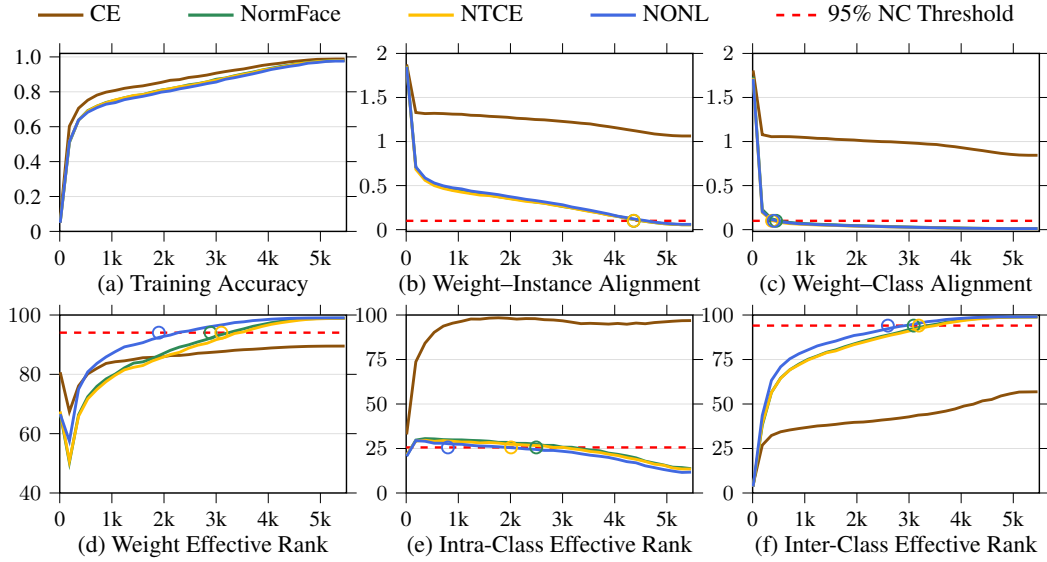 CE NormFace NTCE NONL 95% NC Threshold
1.0 0.8 0.6 0.4 0.2 0
0 1k 2k 3k 4k 5k
(a) Training Accuracy
2 1.5 1 0.5 0
0 1k 2k 3k 4k 5k
(b) Weight–Instance Alignment
2 1.5 1 0.5 0
0 1k 2k 3k 4k 5k
(c) Weight–Class Alignment
100 80 60 40
0 1k 2k 3k 4k 5k
(d) Weight Effective Rank
100 75 50 25 0
0 1k 2k 3k 4k 5k
(e) Intra-Class Effective Rank
100 75 50 25 0
0 1k 2k 3k 4k 5k
(f) Inter-Class Effective Rank